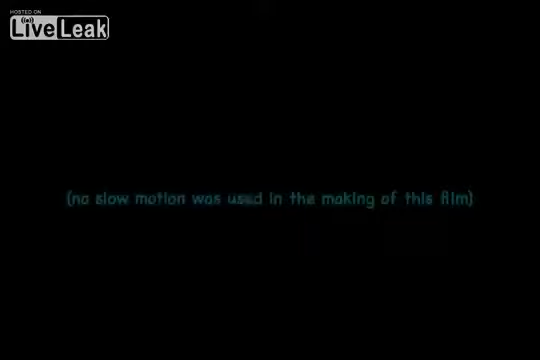 HOSTED ON
LiveLeak
(no slow motion was used in the making of this film)